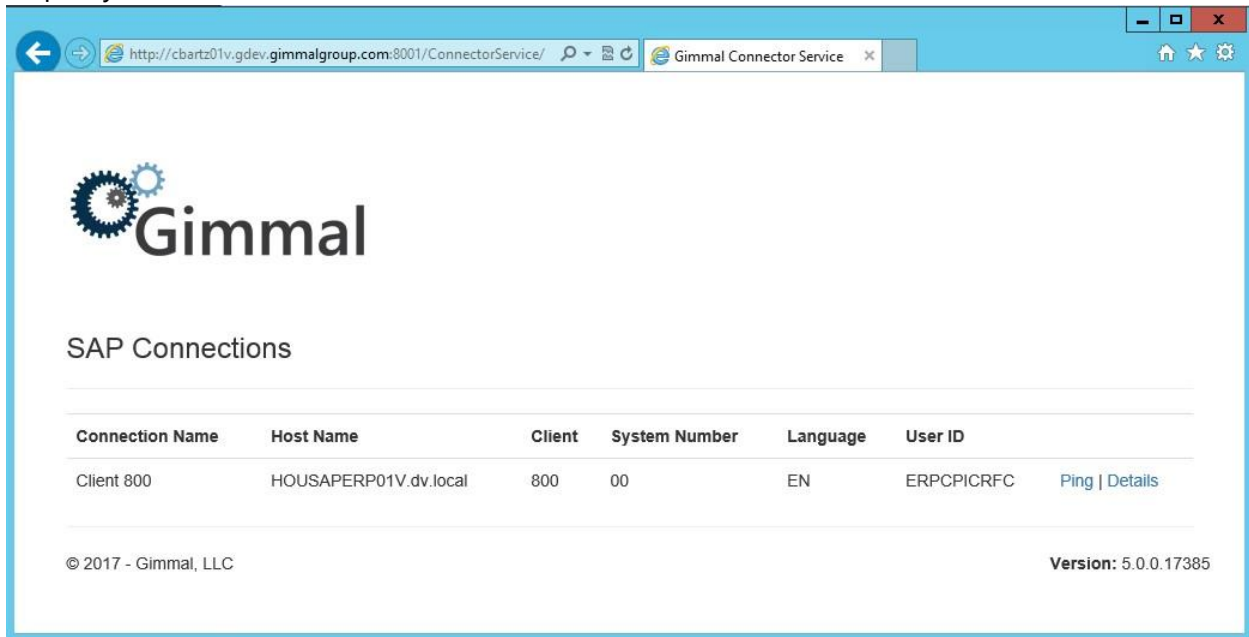 http://cbartz01v.gdev.gimmalgroup.com:8001/ConnectorService/
Gimmal Connector Service
Gimmal
SAP Connections
Connection Name Host Name Client System Number Language User ID
Client 800 HOUSAPERP01V.dv.local 800 00 EN ERPCPICRFC Ping | Details
© 2017 - Gimmal, LLC Version: 5.0.0.17385